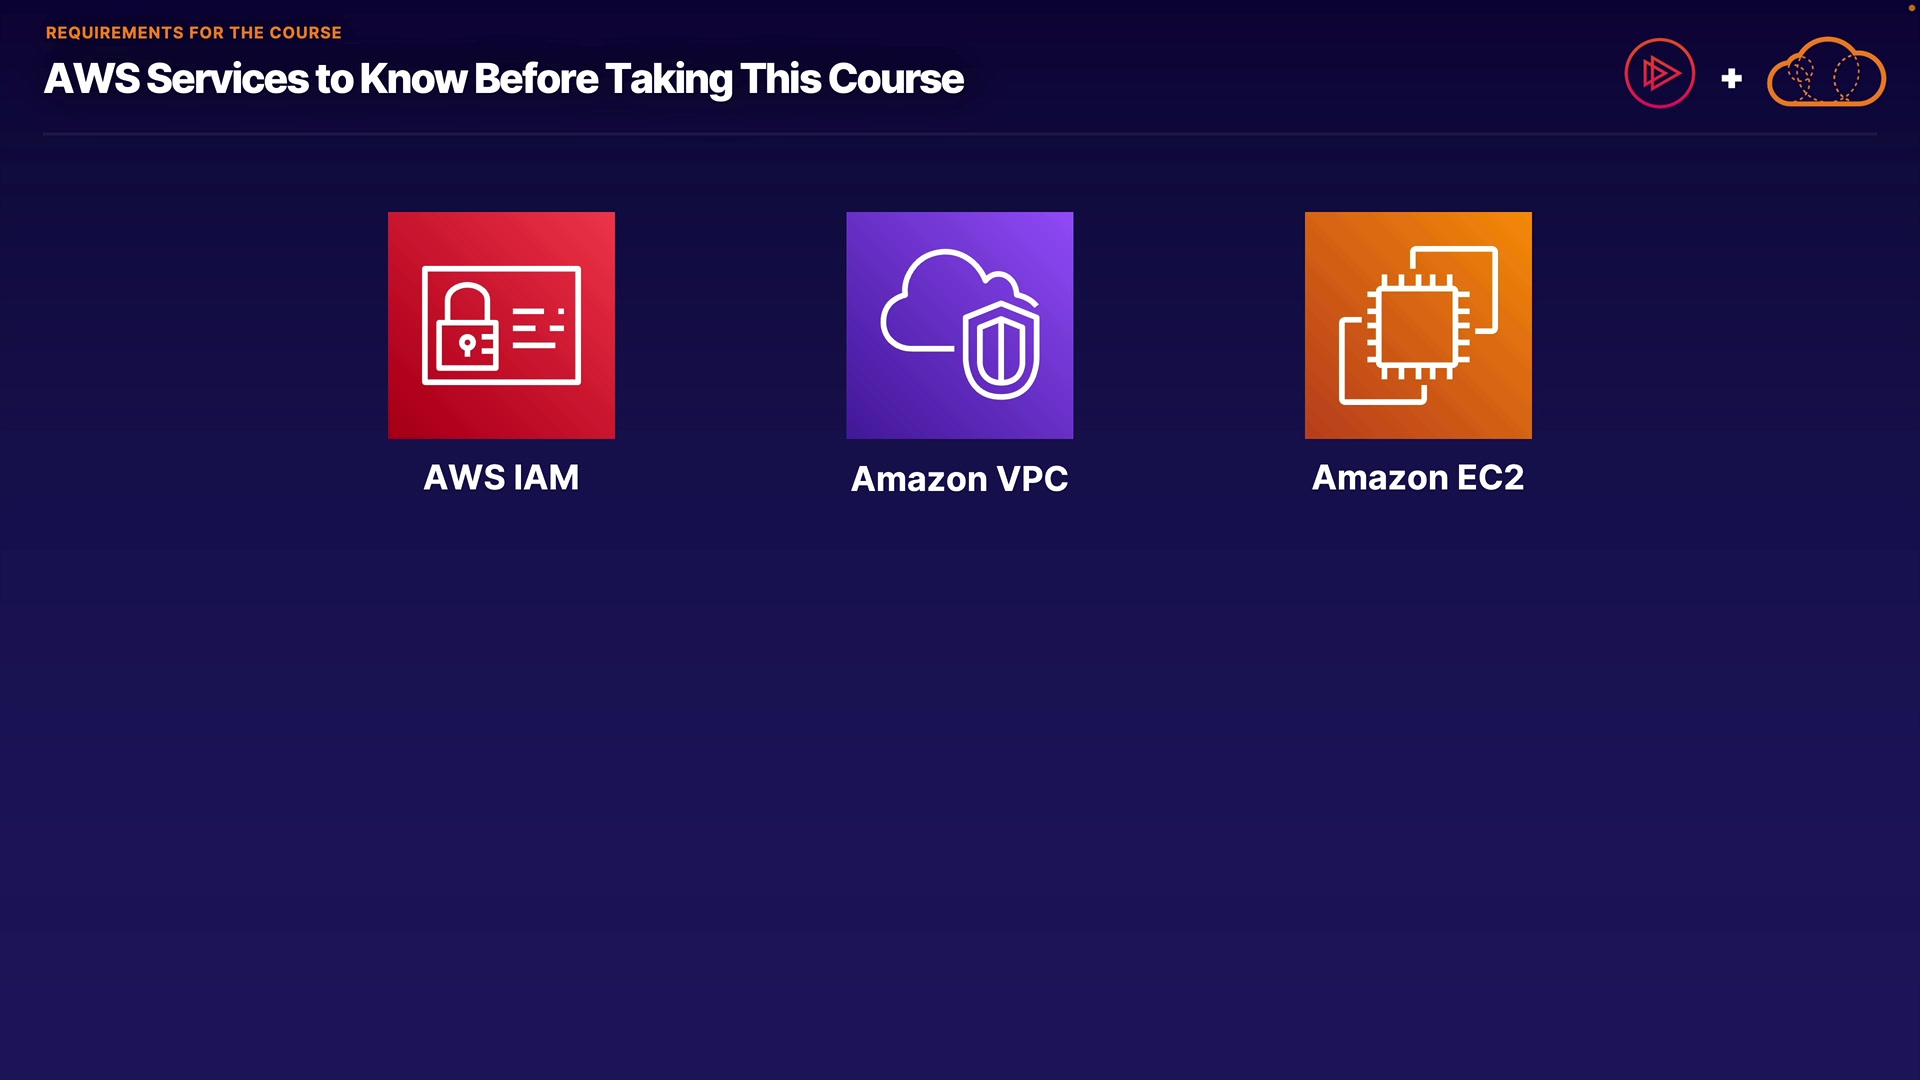 REQUIREMENTS FOR THE COURSE
AWS Services to Know Before Taking This Course
+
AWS IAM
Amazon VPC
Amazon EC2